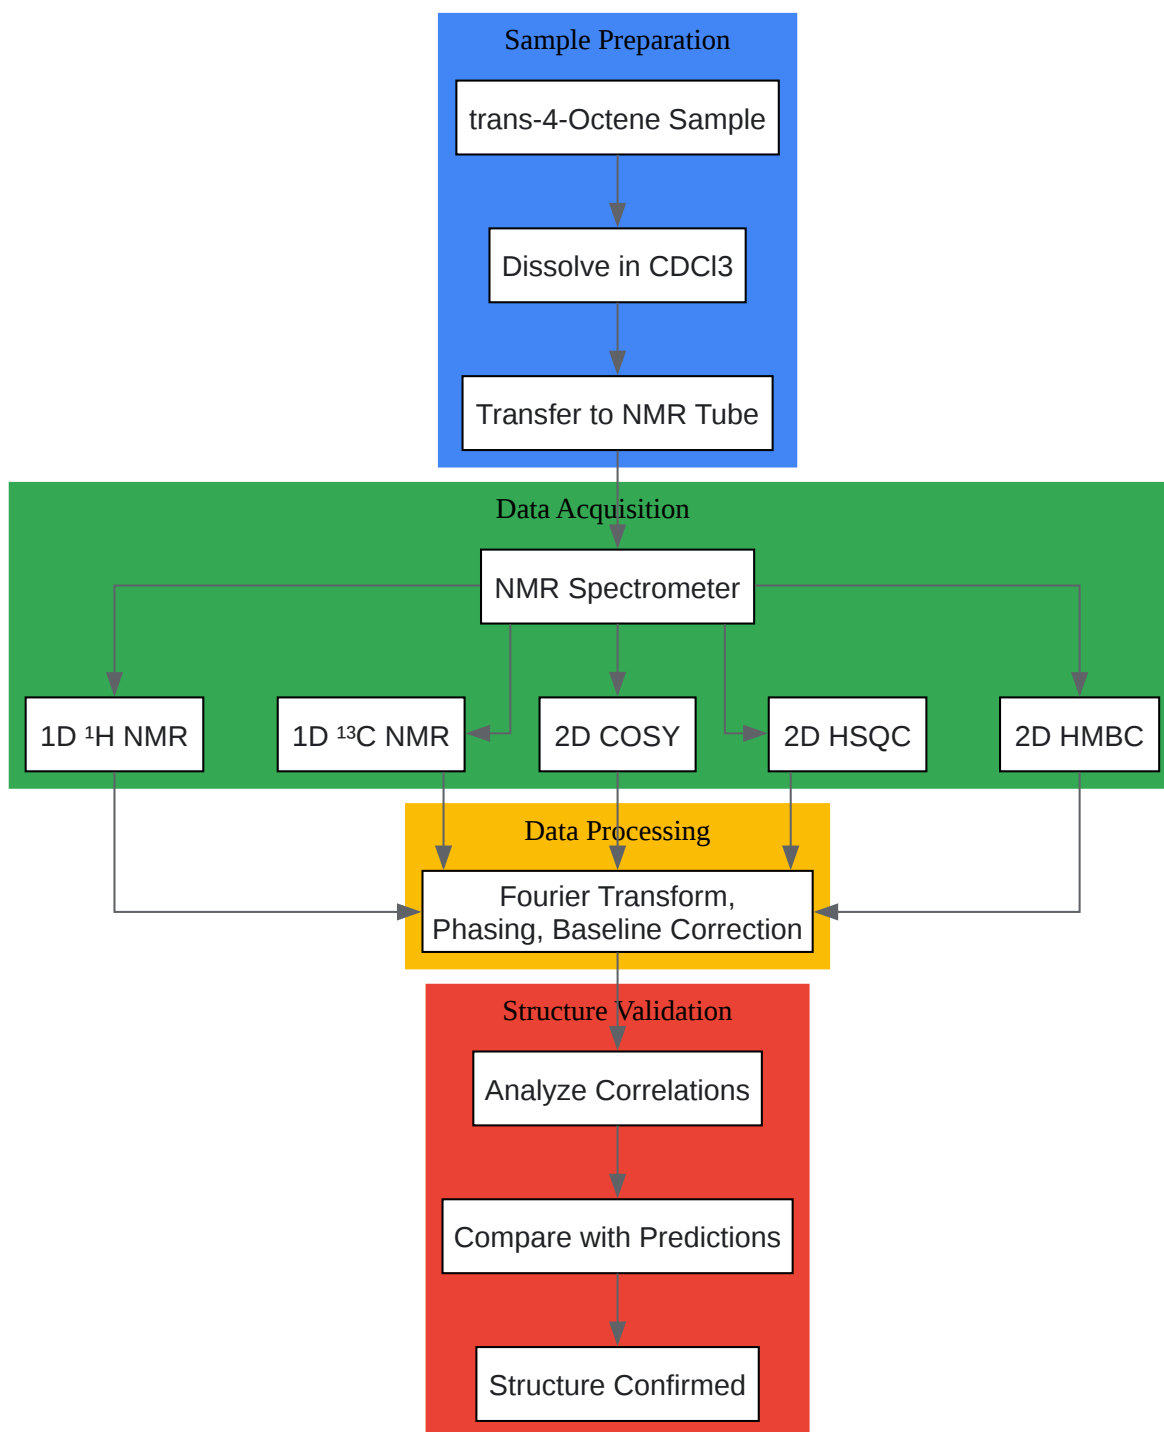 Sample Preparation
trans-4-Octene Sample
Dissolve in CDCl3
Transfer to NMR Tube
Data Acquisition
NMR Spectrometer
1D ¹H NMR
1D ¹³C NMR
2D COSY
2D HSQC
2D HMBC
Data Processing
Fourier Transform,
Phasing, Baseline Correction
Structure Validation
Analyze Correlations
Compare with Predictions
Structure Confirmed